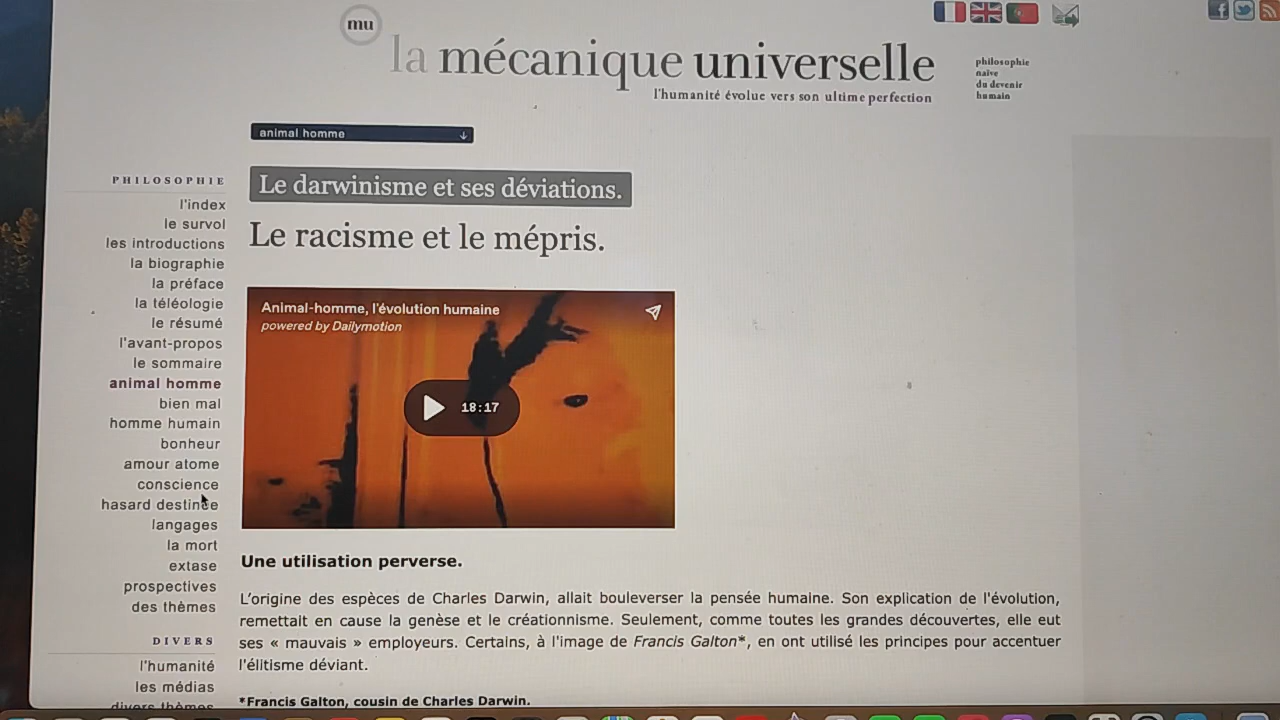 mu
la mécanique universelle
l'humanité évolue vers son ultime perfection
philosophie
naïve
du devenir
humain
animal homme
PHILOSOPHIE
l'index
le survol
les introductions
la biographie
la préface
la téléologie
le résumé
l'avant-propos
le sommaire
animal homme
bien mal
homme humain
bonheur
amour atome
conscience
hasard destinée
langages
la mort
extase
prospectives
des thèmes
DIVERS
l'humanité
les médias
divers thèmes
Le darwinisme et ses déviations.
Le racisme et le mépris.
Animal-homme, l'évolution humaine
powered by Dailymotion
18:17
Une utilisation perverse.
L'origine des espèces de Charles Darwin, allait bouleverser la pensée humaine. Son explication de l'évolution,
remettait en cause la genèse et le créationnisme. Seulement, comme toutes les grandes découvertes, elle eut
ses « mauvais » employeurs. Certains, à l'image de Francis Galton*, en ont utilisé les principes pour accentuer
l'élitisme déviant.
*Francis Galton, cousin de Charles Darwin.